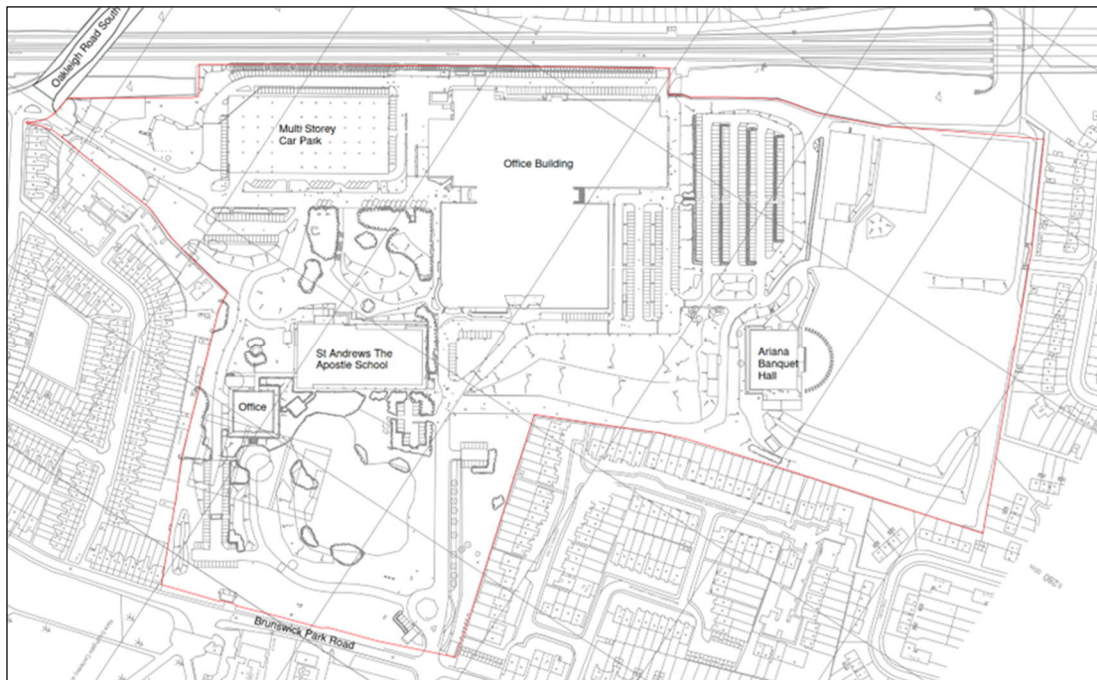 Oakleigh Road South
Multi Storey
Car Park
Office Building
St Andrews The
Apostle School
Ariana
Banquet
Hall
Office
Brunswick Park Road